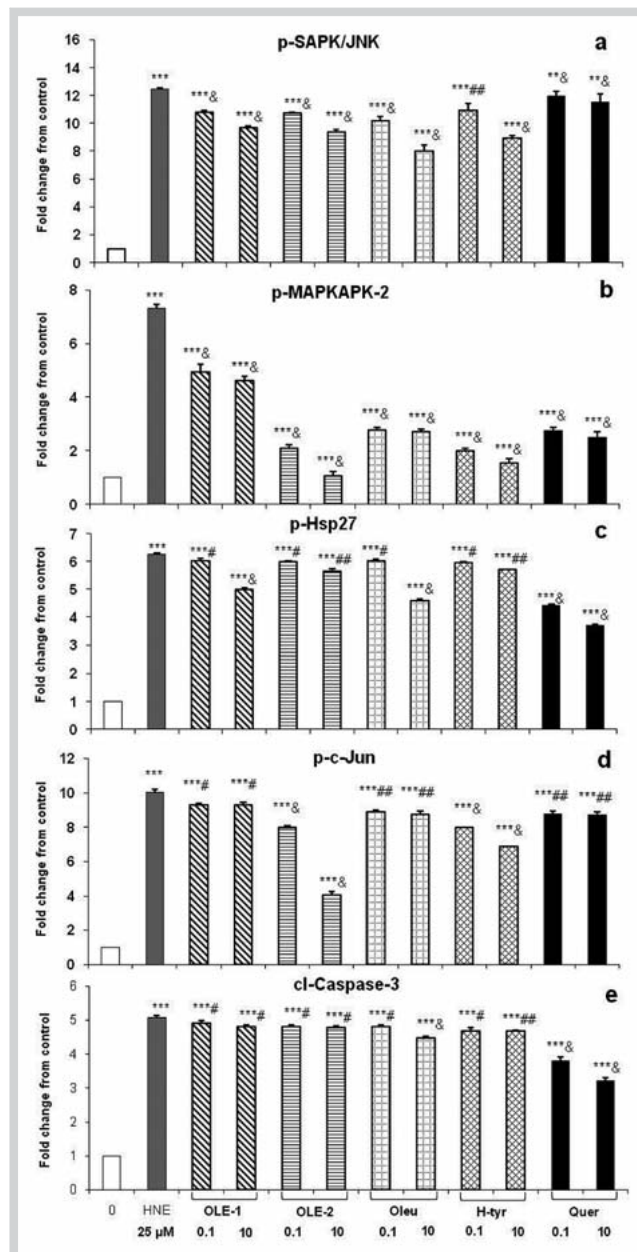 p-SAPK/JNK
a
Fold change from control
16
14
12
10
8
6
4
2
0
*** ***& ***& ***& ***& ***& ***& ***## ***& **& **&
p-MAPKAPK-2
b
Fold change from control
8
6
4
2
0
*** ***& ***& ***& ***& ***& ***& ***& ***& ***& ***&
p-Hsp27
c
Fold change from control
7
6
5
4
3
2
1
0
*** ***# ***& ***# ***## ***# ***& ***# ***## ***& ***&
p-c-Jun
d
Fold change from control
12
10
8
6
4
2
0
*** ***# ***# ***& ***& ***## ***## ***& ***& ***## ***##
cl-Caspase-3
e
Fold change from control
6
5
4
3
2
1
0
*** ***# ***# ***# ***# ***# ***& ***# ***## ***& ***&
0 HNE OLE-1 OLE-2 Oleu H-tyr Quer
25 µM 0.1 10 0.1 10 0.1 10 0.1 10 0.1 10